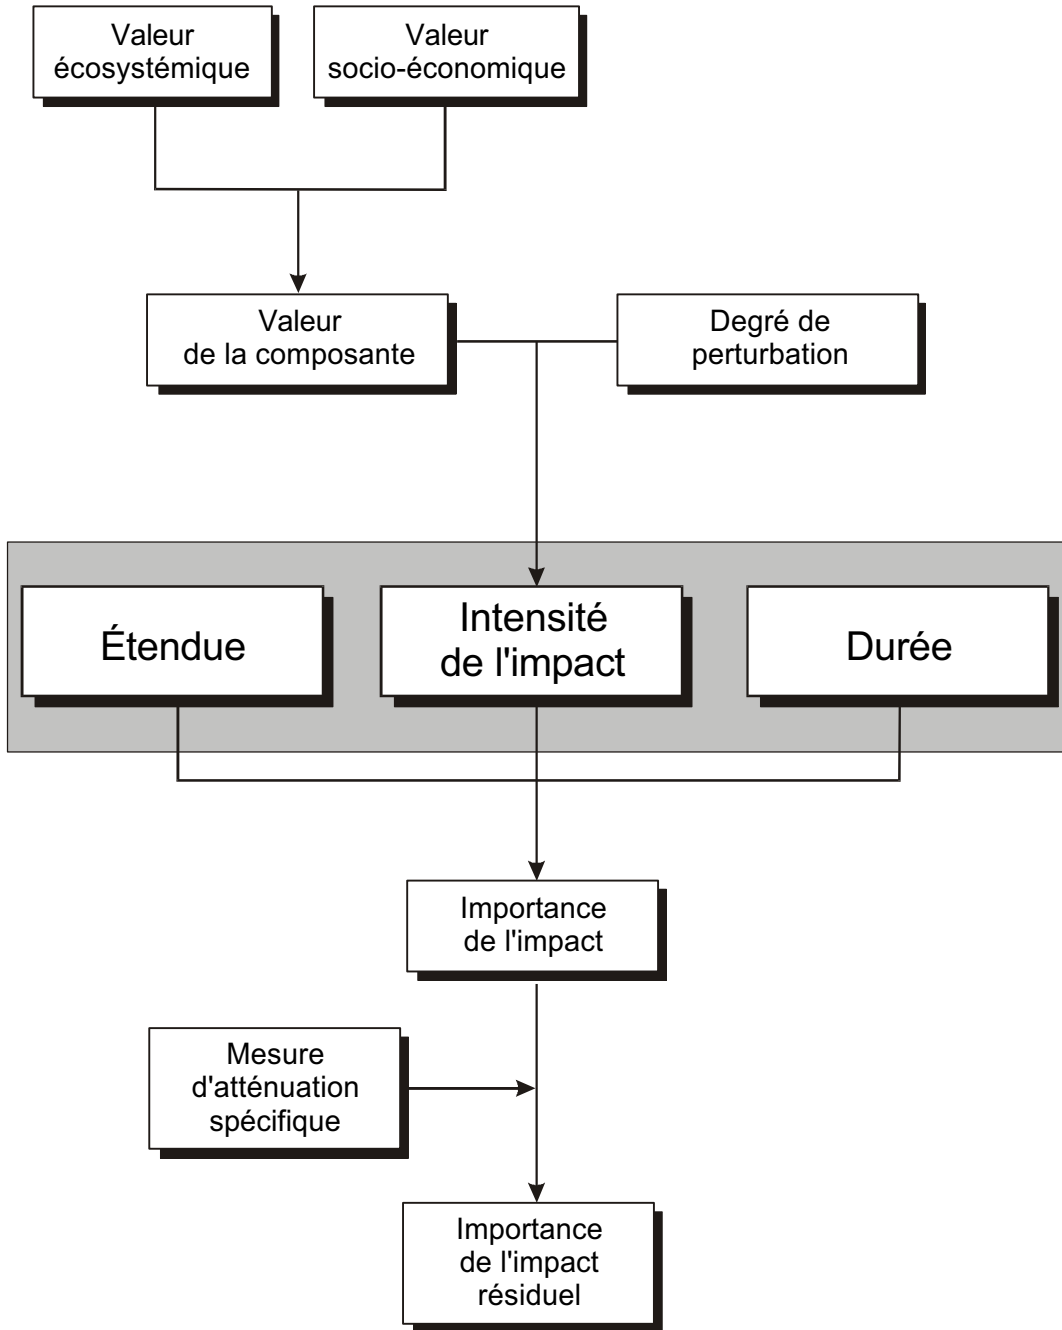 Valeur
écosystémique
Valeur
socio-économique
Valeur
de la composante
Degré de
perturbation
Étendue
Intensité
de l'impact
Durée
Importance
de l'impact
Mesure
d'atténuation
spécifique
Importance
de l'impact
résiduel